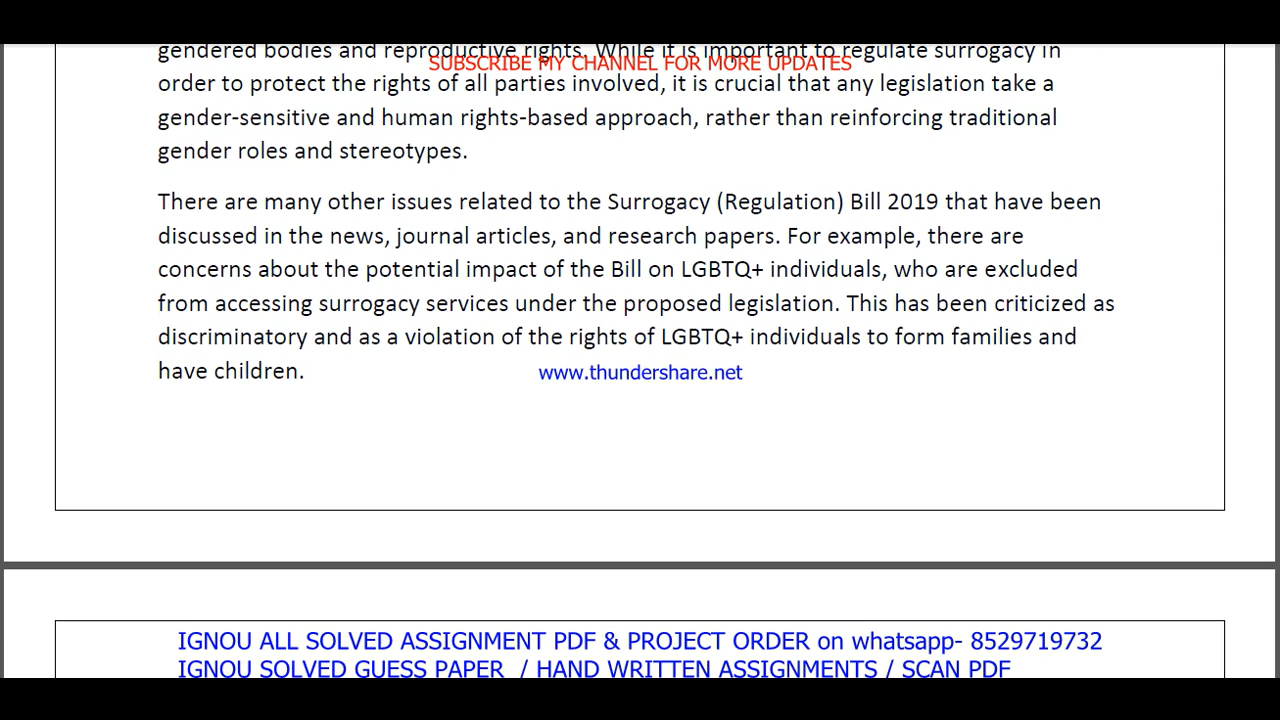 gendered bodies and reproductive rights. While it is important to regulate surrogacy in
SUBSCRIBE MY CHANNEL FOR MORE UPDATES
order to protect the rights of all parties involved, it is crucial that any legislation take a
gender-sensitive and human rights-based approach, rather than reinforcing traditional
gender roles and stereotypes.
There are many other issues related to the Surrogacy (Regulation) Bill 2019 that have been
discussed in the news, journal articles, and research papers. For example, there are
concerns about the potential impact of the Bill on LGBTQ+ individuals, who are excluded
from accessing surrogacy services under the proposed legislation. This has been criticized as
discriminatory and as a violation of the rights of LGBTQ+ individuals to form families and
have children.
www.thundershare.net
IGNOU ALL SOLVED ASSIGNMENT PDF & PROJECT ORDER on whatsapp- 8529719732
IGNOU SOLVED GUESS PAPER / HAND WRITTEN ASSIGNMENTS / SCAN PDF